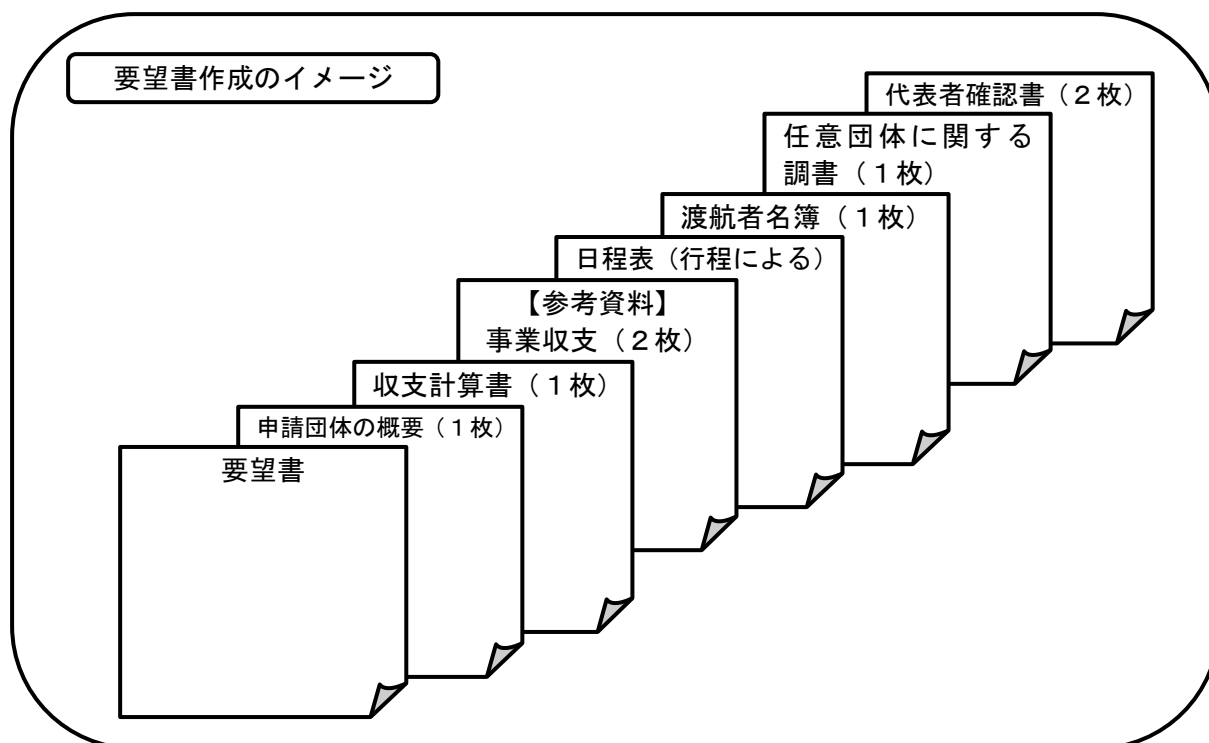 要望書作成のイメージ
代表者確認書（２枚）
任意団体に関する
調書（１枚）
渡航者名簿（１枚）
日程表（行程による）
【参考資料】
事業収支（２枚）
収支計算書（１枚）
申請団体の概要（１枚）
要望書